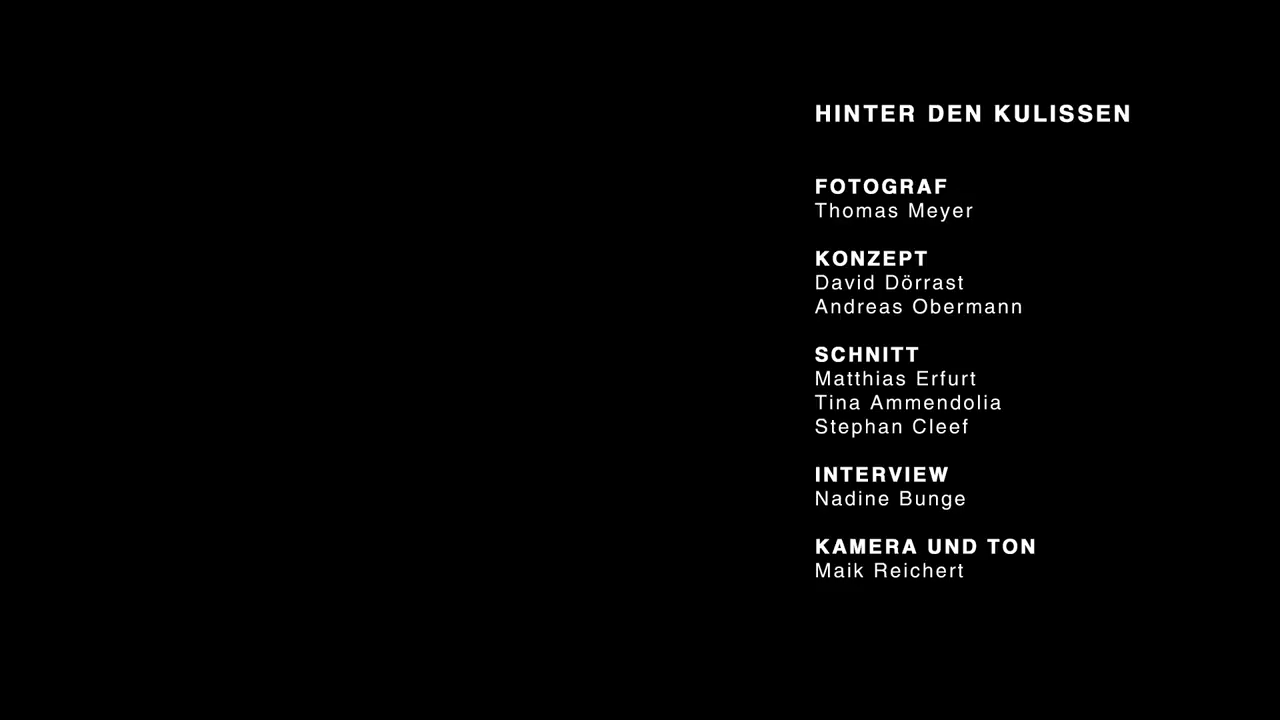 HINTER DEN KULISSEN
FOTOGRAF
Thomas Meyer
KONZEPT
David Dörrast
Andreas Obermann
SCHNITT
Matthias Erfurt
Tina Ammendolia
Stephan Cleef
INTERVIEW
Nadine Bunge
KAMERA UND TON
Maik Reichert